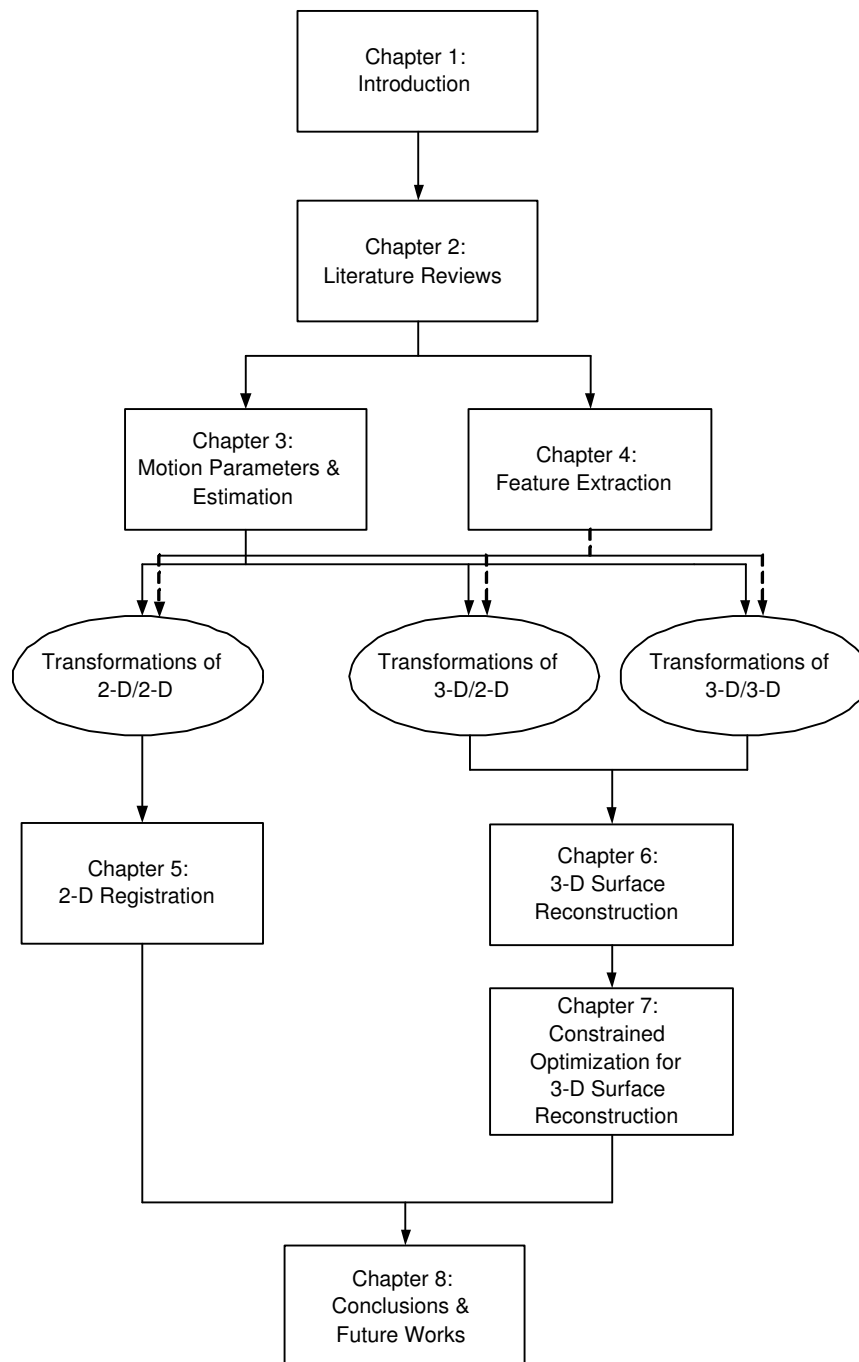 Chapter 1:
Introduction
Chapter 2:
Literature Reviews
Chapter 3:
Motion Parameters &
Estimation
Chapter 4:
Feature Extraction
Transformations of
2-D/2-D
Transformations of
3-D/2-D
Transformations of
3-D/3-D
Chapter 5:
2-D Registration
Chapter 6:
3-D Surface
Reconstruction
Chapter 7:
Constrained
Optimization for
3-D Surface
Reconstruction
Chapter 8:
Conclusions &
Future Works